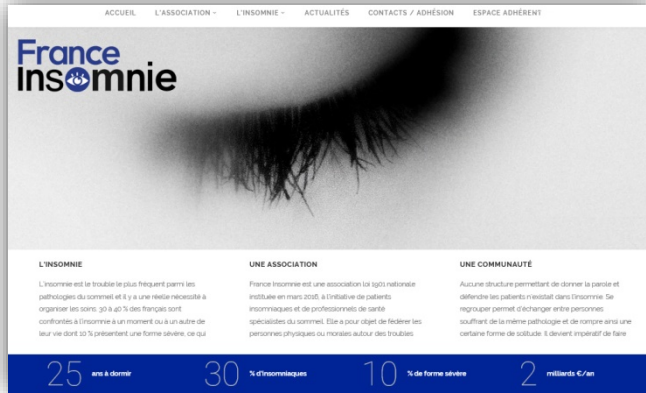 ACCUEIL L'ASSOCIATION L'INSOMNIE ACTUALITÉS CONTACTS / ADHÉSION ESPACE ADHÉRENT
France
Insomnie
L'INSOMNIE
L'insomnie est le trouble le plus fréquent parmi les
pathologies du sommeil et il y a une réelle nécessité à
organiser les soins. 30 à 40 % des français sont
confrontés à l'insomnie à un moment ou à un autre de
leur vie dont 10 % présentent une forme sévère, ce qui
UNE ASSOCIATION
France Insomnie est une association loi 1901 nationale
instituée en mars 2016, à l'initiative de patients
insomniaques et de professionnels de santé
spécialistes du sommeil. Elle a pour objet de fédérer les
personnes physiques ou morales autour des troubles
UNE COMMUNAUTÉ
Aucune structure permettant de donner la parole et
défendre les patients n'existait dans l'insomnie. Se
regrouper permet d'échanger entre personnes
souffrant de la même pathologie et de rompre ainsi une
certaine forme de solitude. Il devient impératif de faire
25 ans à dormir 30 % d'insomniaques 10 % de forme sévère 2 milliards €/an